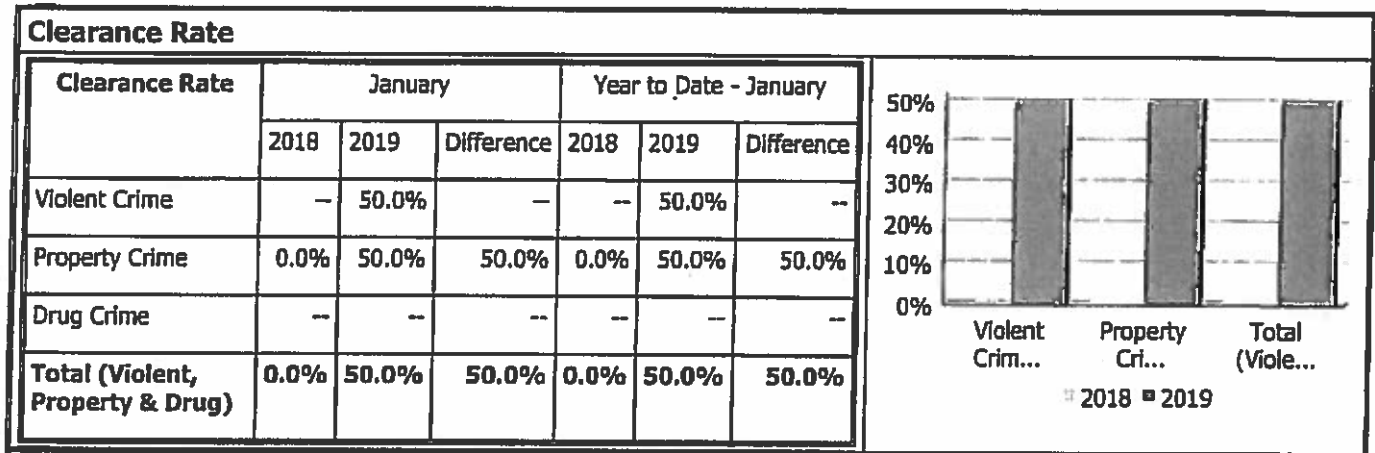 Clearance Rate
Clearance Rate January Year to Date - January
2018 2019 Difference 2018 2019 Difference
Violent Crime -- 50.0% -- -- 50.0% --
Property Crime 0.0% 50.0% 50.0% 0.0% 50.0% 50.0%
Drug Crime -- -- -- -- -- --
Total (Violent,
Property & Drug) 0.0% 50.0% 50.0% 0.0% 50.0% 50.0%
50%
40%
30%
20%
10%
0%
Violent Property Total
Crim... Cri... (Viole...
2018 2019